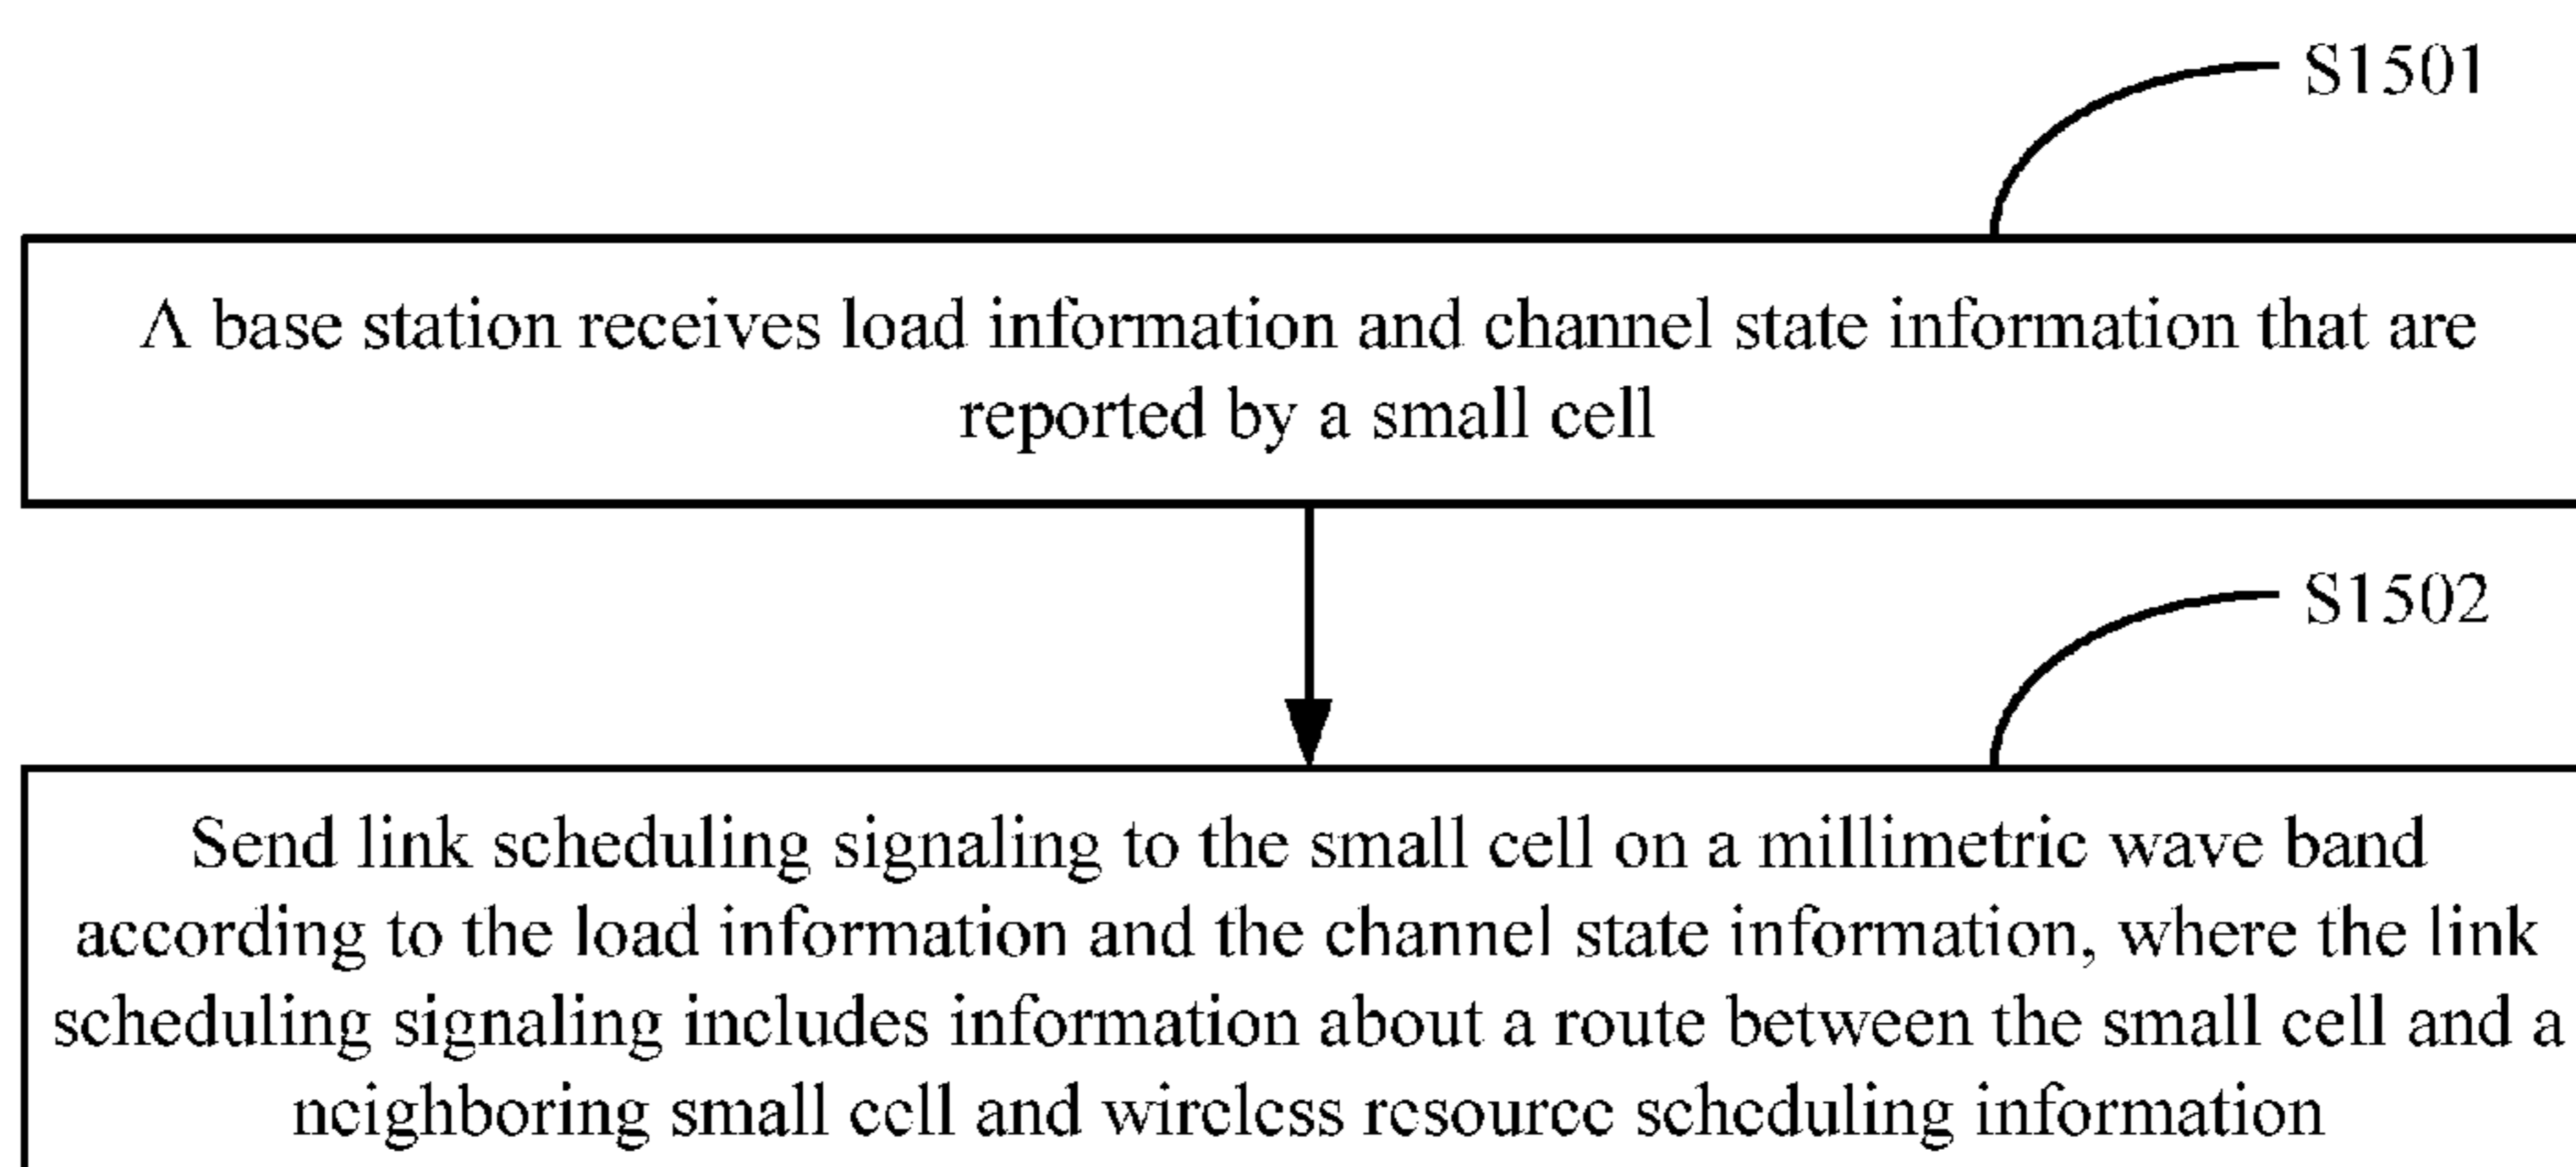 S1501
A base station receives load information and channel state information that are
reported by a small cell
S1502
Send link scheduling signaling to the small cell on a millimetric wave band
according to the load information and the channel state information, where the link
scheduling signaling includes information about a route between the small cell and a
neighboring small cell and wireless resource scheduling information